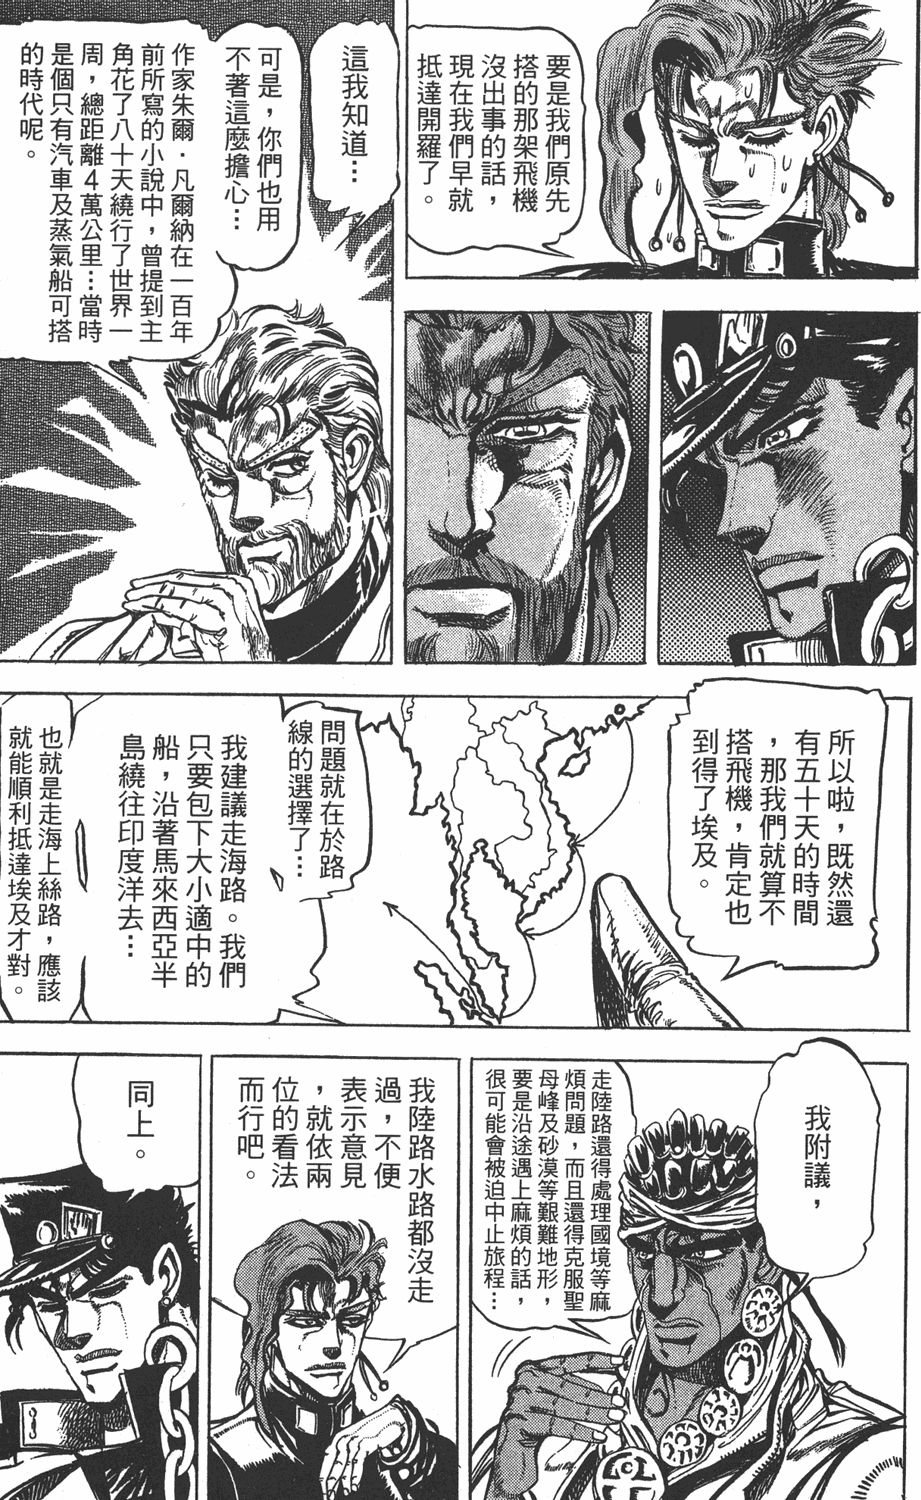 要是我們原先
搭的那架飛機
沒出事的話，
現在我們早就
抵達開羅了。
這我知道…
可是，你們也用
不著這麼擔心…
作家朱爾．凡爾納在一百年
前所寫的小說中，曾提到主
角花了八十天繞行了世界一
周，總距離４萬公里…當時
是個只有汽車及蒸氣船可搭
的時代呢。
所以啦，既然還
有五十天的時間
，那我們就算不
搭飛機，肯定也
到得了埃及。
問題就在於路
線的選擇了…
我建議走海路。我們
只要包下大小適中的
船，沿著馬來西亞半
島繞往印度洋去…
也就是走海上絲路，應該
就能順利抵達埃及才對。
我附議，
走陸路還得處理國境等麻
煩問題，而且還得克服聖
母峰及砂漠等艱難地形，
要是沿途遇上麻煩的話，
很可能會被迫中止旅程…
我陸路水路都沒走
過，不便
表示意見
，就依兩
位的看法
而行吧。
同上。